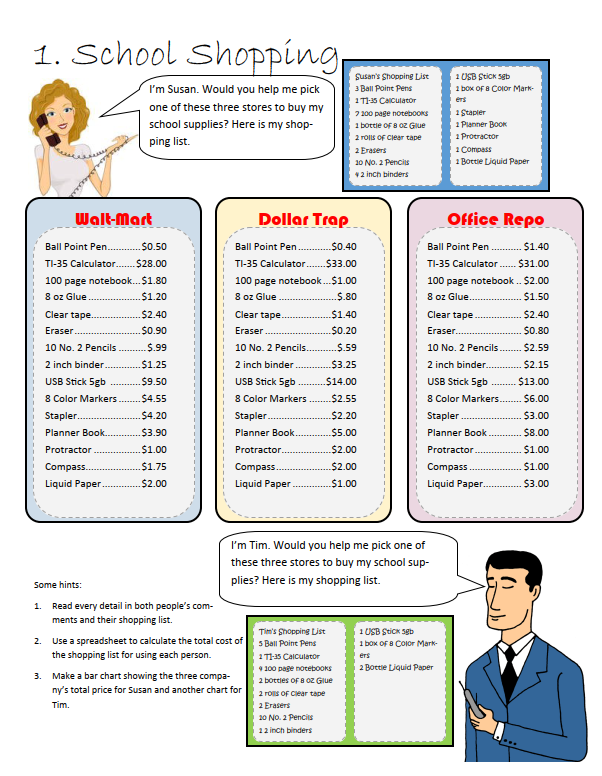 1. School Shopping
I'm Susan. Would you help me pick
one of these three stores to buy my
school supplies? Here is my shop-
ping list.
Susan's Shopping List
3 Ball Point Pens
1 TI-35 Calculator
7 100 page notebooks
1 bottle of 8 oz Glue
2 rolls of clear tape
2 Erasers
10 No. 2 Pencils
4 2 inch binders
1 USB Stick 5gb
1 box of 8 Color Mark-
ers
1 Stapler
1 Planner Book
1 Protractor
1 Compass
1 Bottle Liquid Paper
Walt-Mart
Ball Point Pen...........$0.50
TI-35 Calculator.......$28.00
100 page notebook...$1.80
8 oz Glue..................$1.20
Clear tape.................$2.40
Eraser.......................$0.90
10 No. 2 Pencils .........$.99
2 inch binder............$1.25
USB Stick 5gb ........$9.50
8 Color Markers ......$4.55
Stapler......................$4.20
Planner Book............$3.90
Protractor ................$1.00
Compass...................$1.75
Liquid Paper.............$2.00
Dollar Trap
Ball Point Pen...........$0.40
TI-35 Calculator.......$33.00
100 page notebook...$1.00
8 oz Glue ...................$.80
Clear tape.................$1.40
Eraser .......................$0.20
10 No. 2 Pencils..........$.59
2 inch binder............$3.25
USB Stick 5gb .........$14.00
8 Color Markers .......$2.55
Stapler......................$2.20
Planner Book............$5.00
Protractor.................$2.00
Compass...................$2.00
Liquid Paper ............$1.00
Office Repo
Ball Point Pen ..........$1.40
TI-35 Calculator ..... $31.00
100 page notebook .. $2.00
8 oz Glue..................$1.50
Clear tape.................$2.40
Eraser.......................$0.80
10 No. 2 Pencils .......$2.59
2 inch binder............$2.15
USB Stick 5gb ....... $13.00
8 Color Markers ...... $6.00
Stapler .....................$3.00
Planner Book ...........$8.00
Protractor.................$1.00
Compass ..................$1.00
Liquid Paper.............$3.00
I'm Tim. Would you help me pick one of
these three stores to buy my school sup-
plies? Here is my shopping list.
Some hints:
1. Read every detail in both people's com-
ments and their shopping list.
2. Use a spreadsheet to calculate the total cost of
the shopping list for using each person.
3. Make a bar chart showing the three compa-
ny's total price for Susan and another chart for
Tim.
Tim's Shopping List
5 Ball Point Pens
1 TI-35 Calculator
4 100 page notebooks
2 bottles of 8 oz Glue
2 rolls of clear tape
2 Erasers
10 No. 2 Pencils
1 2 inch binders
1 USB Stick 5gb
1 box of 8 Color Mark-
ers
2 Bottle Liquid Paper